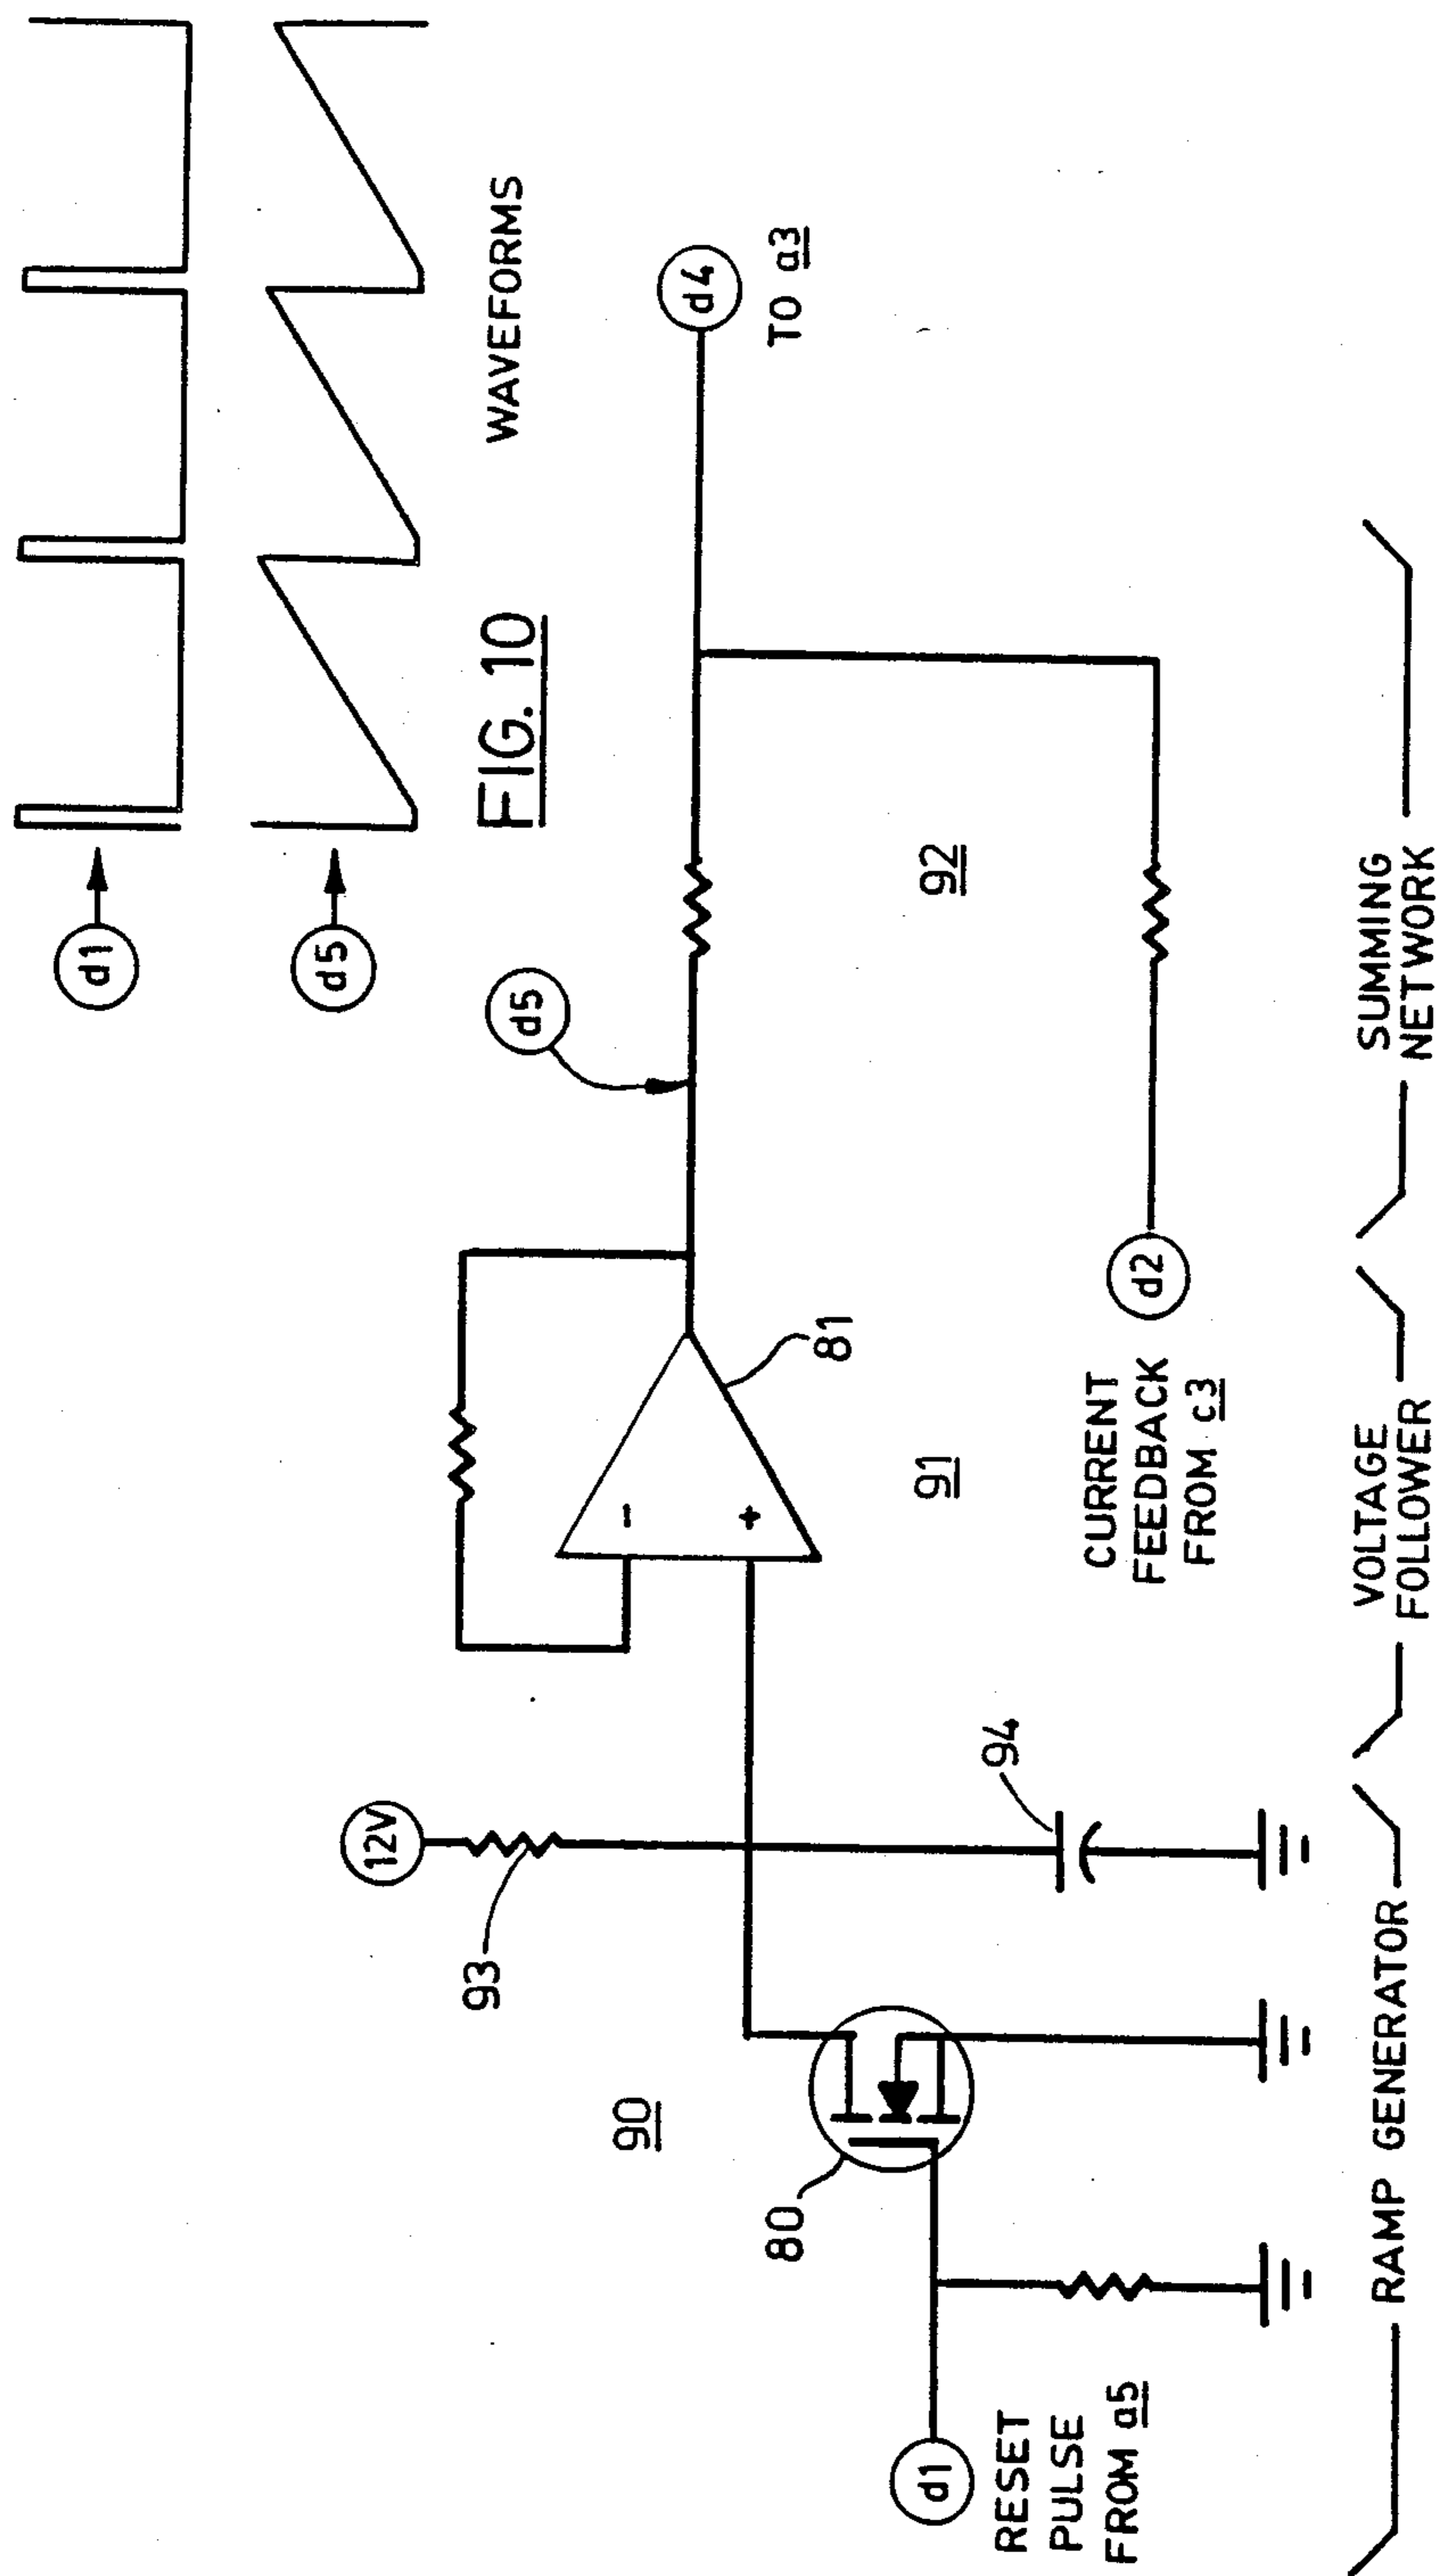 d1
d5
WAVEFORMS
FIG. 10
d5
d4
TO a3
12V
93
94
-
+
81
90
91
92
80
d1
RESET
PULSE
FROM a5
d2
CURRENT
FEEDBACK
FROM c3
RAMP GENERATOR
VOLTAGE
FOLLOWER
SUMMING
NETWORK